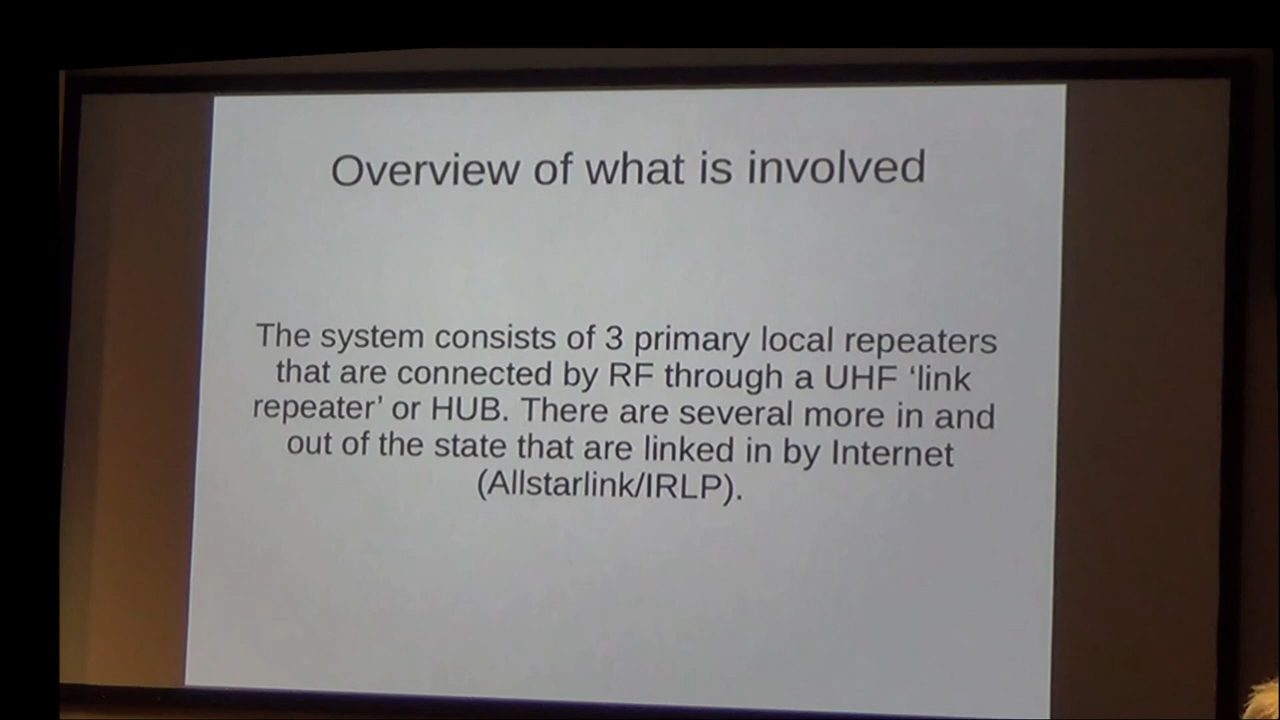 Overview of what is involved
The system consists of 3 primary local repeaters
that are connected by RF through a UHF ‘link
repeater’ or HUB. There are several more in and
out of the state that are linked in by Internet
(Allstarlink/IRLP).